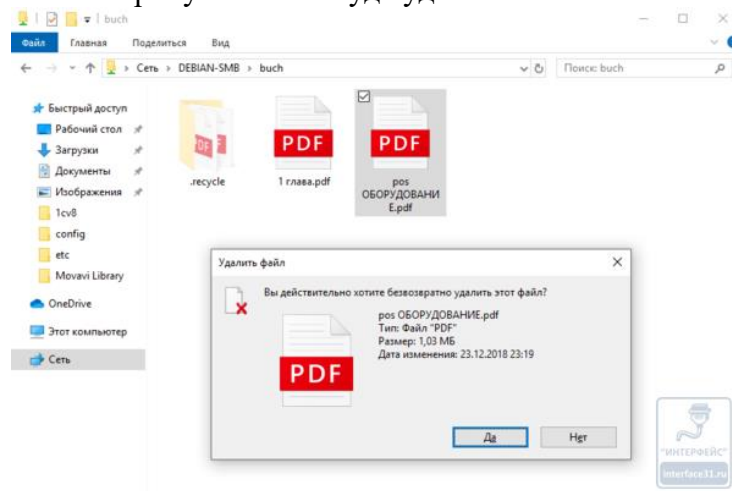 buch
Файл Главная Поделиться Вид
Сеть > DEBIAN-SMB > buch
Поиск: buch
Быстрый доступ
Рабочий стол
Загрузки
Документы
Изображения
1cv8
config
etc
Movavi Library
OneDrive
Этот компьютер
Сеть
PDF
PDF
.recycle
1 глава.pdf
pos
ОБОРУДОВАНИ
Е.pdf
Удалить файл
Вы действительно хотите безвозвратно удалить этот файл?
pos ОБОРУДОВАНИЕ.pdf
Тип: Файл "PDF"
Размер: 1,03 МБ
Дата изменения: 23.12.2018 23:19
PDF
Да
Нет
"ИНТЕРФЕЙС"
interface31.ru